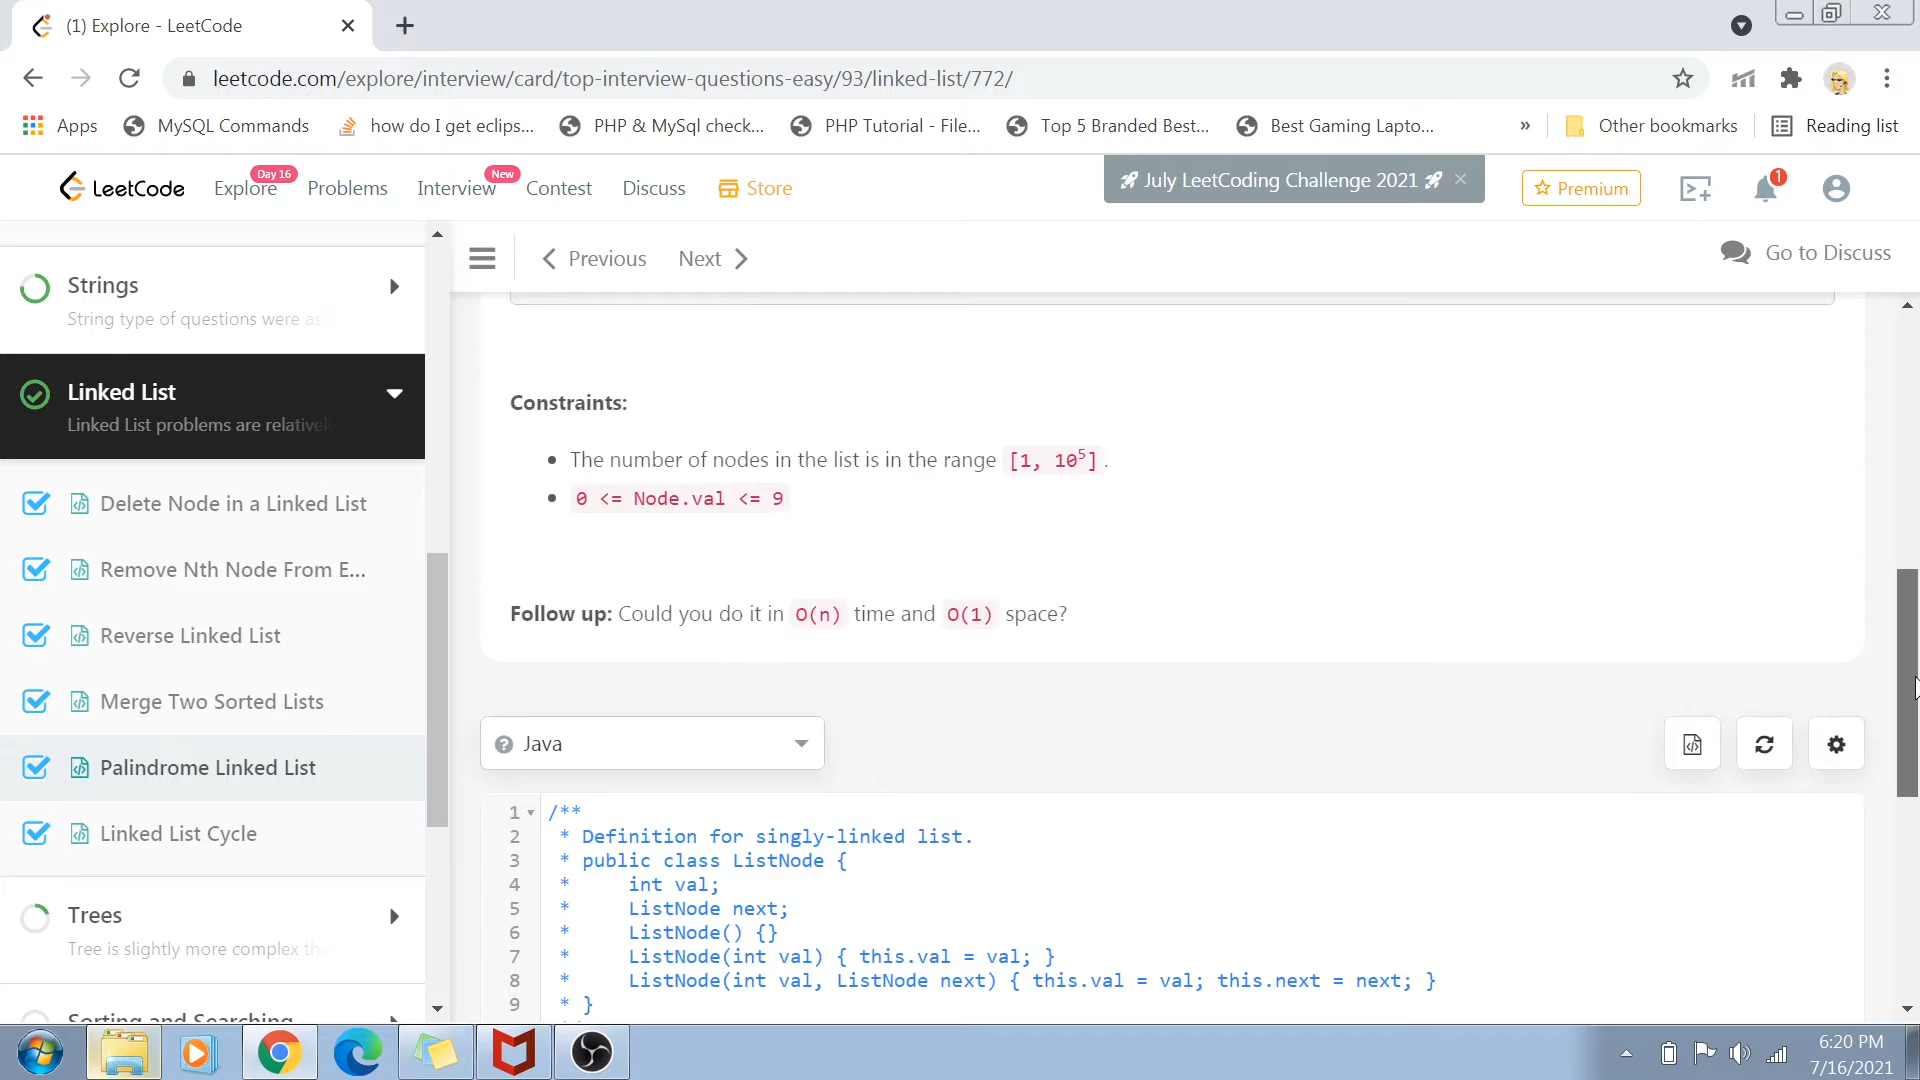 (1) Explore - LeetCode
leetcode.com/explore/interview/card/top-interview-questions-easy/93/linked-list/772/
Apps
MySQL Commands
how do I get eclips...
PHP & MySql check...
PHP Tutorial - File...
Top 5 Branded Best...
Best Gaming Lapto...
»
Other bookmarks
Reading list
LeetCode
Explore
Day 16
Problems
Interview
New
Contest
Discuss
Store
July LeetCoding Challenge 2021
Premium
1
Strings
String type of questions were as
Linked List
Linked List problems are relativel
Delete Node in a Linked List
Remove Nth Node From E...
Reverse Linked List
Merge Two Sorted Lists
Palindrome Linked List
Linked List Cycle
Trees
Tree is slightly more complex th
Sorting and Searching
Previous
Next
Go to Discuss
Constraints:
• The number of nodes in the list is in the range [1, 10⁵].
• 0 <= Node.val <= 9
Follow up: Could you do it in O(n) time and O(1) space?
Java
1 /**
2 * Definition for singly-linked list.
3 * public class ListNode {
4 *     int val;
5 *     ListNode next;
6 *     ListNode() {}
7 *     ListNode(int val) { this.val = val; }
8 *     ListNode(int val, ListNode next) { this.val = val; this.next = next; }
9 * }
6:20 PM
7/16/2021